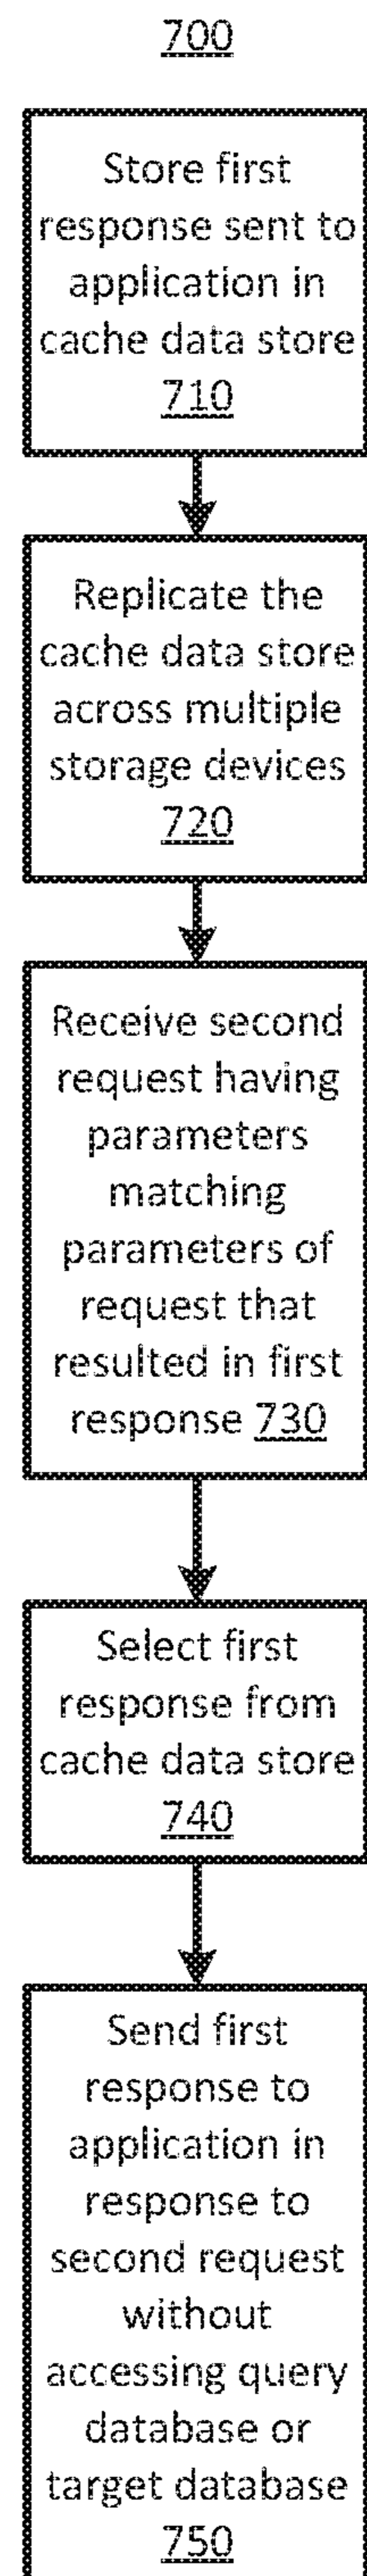 700
Store first
response sent to
application in
cache data store
710
Replicate the
cache data store
across multiple
storage devices
720
Receive second
request having
parameters
matching
parameters of
request that
resulted in first
response 730
Select first
response from
cache data store
740
Send first
response to
application in
response to
second request
without
accessing query
database or
target database
750